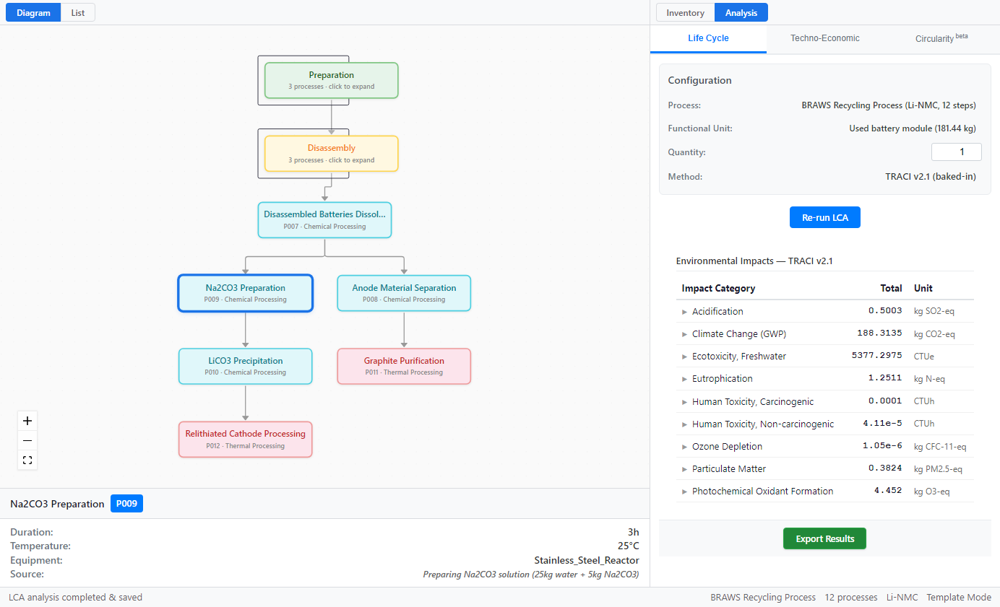 Diagram
List
Inventory
Analysis
Life Cycle
Techno-Economic
Circularity beta
Preparation
3 processes · click to expand
Disassembly
3 processes · click to expand
Disassembled Batteries Dissol...
P007 · Chemical Processing
Na2CO3 Preparation
P009 · Chemical Processing
Anode Material Separation
P008 · Chemical Processing
LiCO3 Precipitation
P010 · Chemical Processing
Graphite Purification
P011 · Thermal Processing
Relithiated Cathode Processing
P012 · Thermal Processing
Na2CO3 Preparation P009
Duration: 3h
Temperature: 25°C
Equipment: Stainless_Steel_Reactor
Source: Preparing Na2CO3 solution (25kg water + 5kg Na2CO3)
Configuration
Process: BRAWS Recycling Process (Li-NMC, 12 steps)
Functional Unit: Used battery module (181.44 kg)
Quantity: 1
Method: TRACI v2.1 (baked-in)
Re-run LCA
Environmental Impacts — TRACI v2.1
Impact Category Total Unit
Acidification 0.5003 kg SO2-eq
Climate Change (GWP) 188.3135 kg CO2-eq
Ecotoxicity, Freshwater 5377.2975 CTUe
Eutrophication 1.2511 kg N-eq
Human Toxicity, Carcinogenic 0.0001 CTUh
Human Toxicity, Non-carcinogenic 4.11e-5 CTUh
Ozone Depletion 1.05e-6 kg CFC-11-eq
Particulate Matter 0.3824 kg PM2.5-eq
Photochemical Oxidant Formation 4.452 kg O3-eq
Export Results
LCA analysis completed & saved
BRAWS Recycling Process 12 processes Li-NMC Template Mode